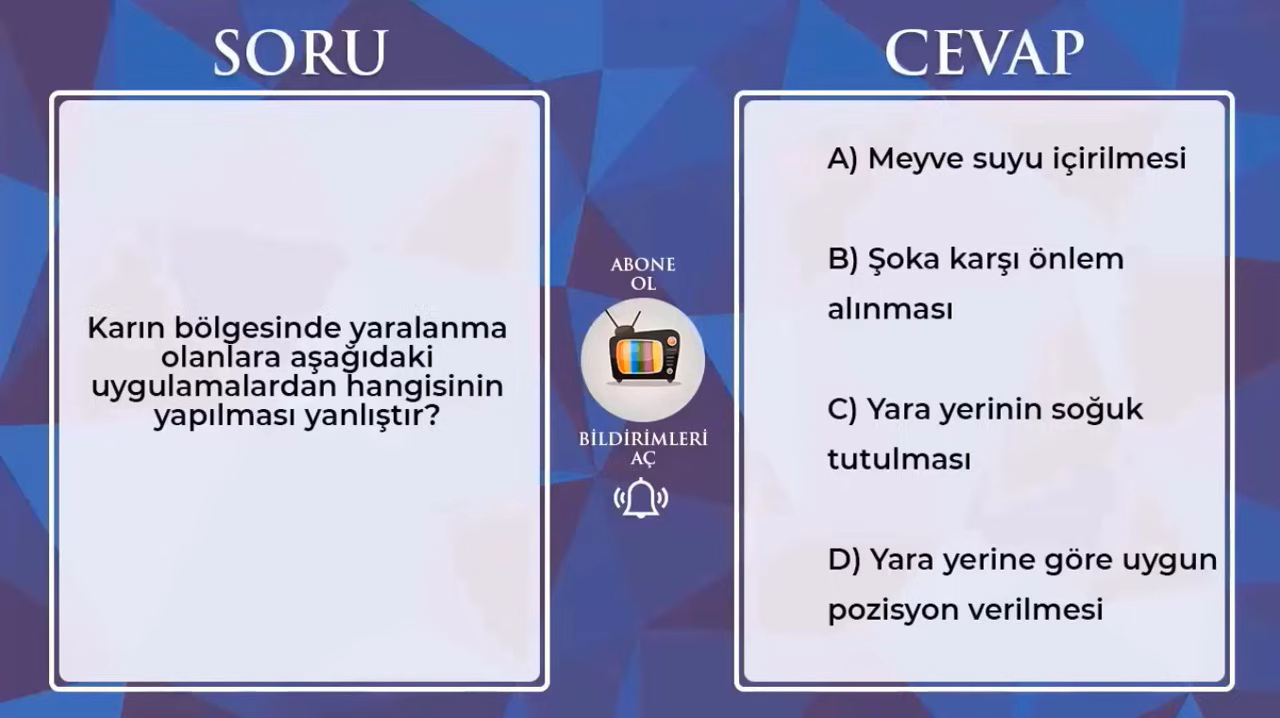 SORU
Karın bölgesinde yaralanma
olanlara aşağıdaki
uygulamalardan hangisinin
yapılması yanlıştır?
ABONE
OL
BİLDİRİMLERİ
AÇ
CEVAP
A) Meyve suyu içirilmesi
B) Şoka karşı önlem
alınması
C) Yara yerinin soğuk
tutulması
D) Yara yerine göre uygun
pozisyon verilmesi